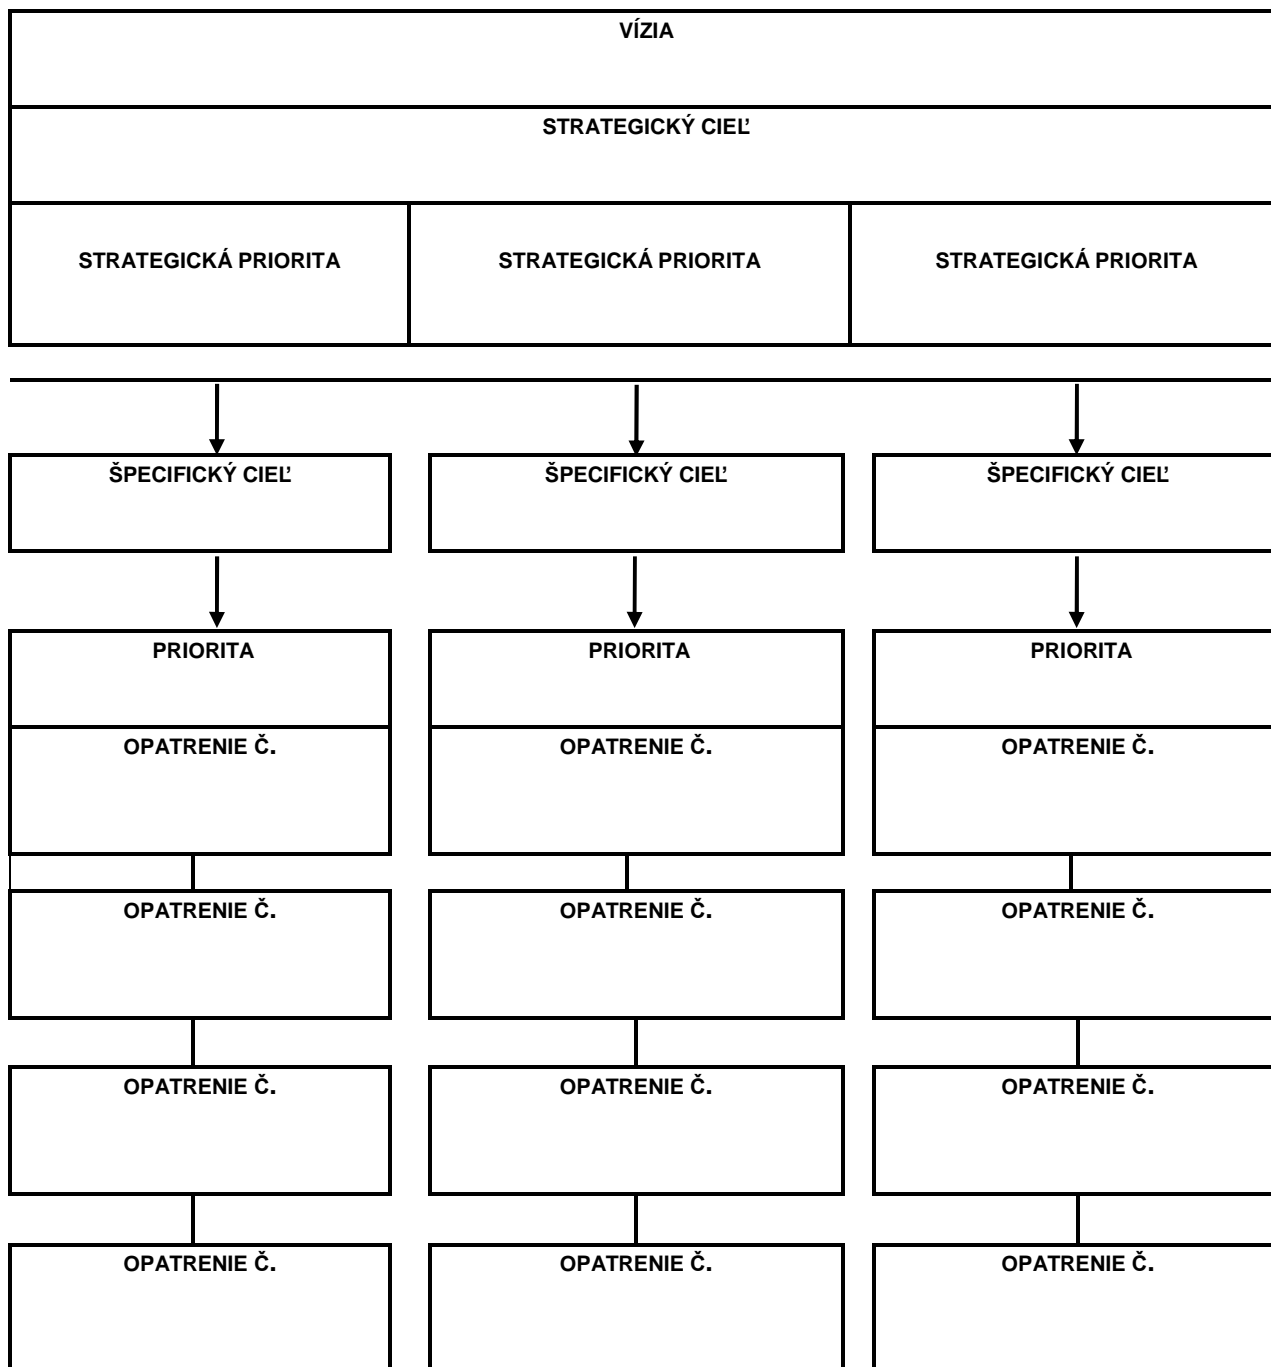 VÍZIA
STRATEGICKÝ CIEĽ
STRATEGICKÁ PRIORITA
STRATEGICKÁ PRIORITA
STRATEGICKÁ PRIORITA
ŠPECIFICKÝ CIEĽ
ŠPECIFICKÝ CIEĽ
ŠPECIFICKÝ CIEĽ
PRIORITA
PRIORITA
PRIORITA
OPATRENIE Č.
OPATRENIE Č.
OPATRENIE Č.
OPATRENIE Č.
OPATRENIE Č.
OPATRENIE Č.
OPATRENIE Č.
OPATRENIE Č.
OPATRENIE Č.
OPATRENIE Č.
OPATRENIE Č.
OPATRENIE Č.